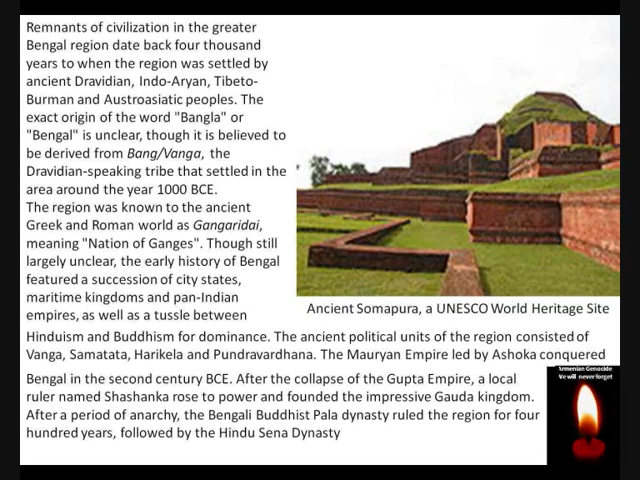 Remnants of civilization in the greater
Bengal region date back four thousand
years to when the region was settled by
ancient Dravidian, Indo-Aryan, Tibeto-
Burman and Austroasiatic peoples. The
exact origin of the word "Bangla" or
"Bengal" is unclear, though it is believed to
be derived from Bang/Vanga, the
Dravidian-speaking tribe that settled in the
area around the year 1000 BCE.
The region was known to the ancient
Greek and Roman world as Gangaridai,
meaning "Nation of Ganges". Though still
largely unclear, the early history of Bengal
featured a succession of city states,
maritime kingdoms and pan-Indian
empires, as well as a tussle between
Ancient Somapura, a UNESCO World Heritage Site
Hinduism and Buddhism for dominance. The ancient political units of the region consisted of
Vanga, Samatata, Harikela and Pundravardhana. The Mauryan Empire led by Ashoka conquered
Bengal in the second century BCE. After the collapse of the Gupta Empire, a local
ruler named Shashanka rose to power and founded the impressive Gauda kingdom.
After a period of anarchy, the Bengali Buddhist Pala dynasty ruled the region for four
hundred years, followed by the Hindu Sena Dynasty
Armenian Genocide
We will never forget